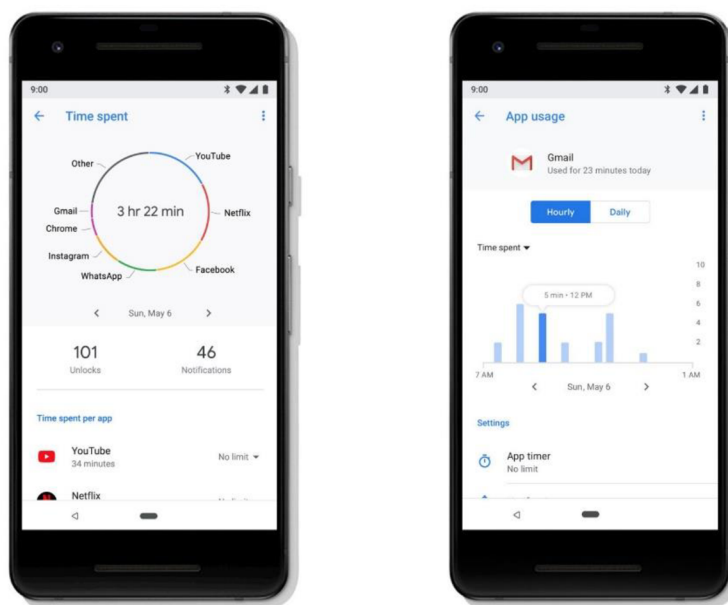 9:00
Time spent
Other
YouTube
Gmail
3 hr 22 min
Netflix
Chrome
Instagram
Facebook
WhatsApp
Sun, May 6
101
46
Unlocks
Notifications
Time spent per app
YouTube
34 minutes
No limit
Netflix
9:00
App usage
Gmail
Used for 23 minutes today
Hourly
Daily
Time spent
10
5 min • 12 PM
8
6
4
2
7 AM
1 AM
Sun, May 6
Settings
App timer
No limit